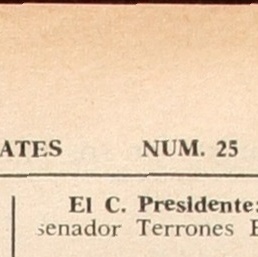 ATES NUM. 25
El C. Presidente:
senador Terrones